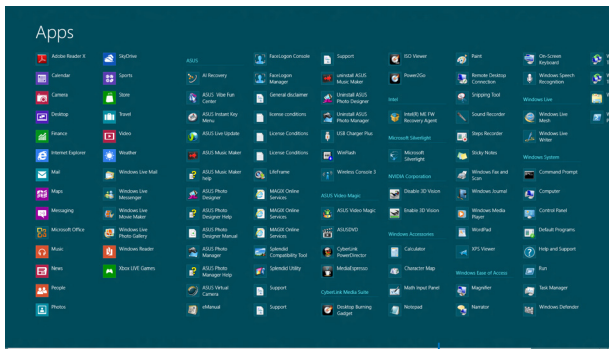 Apps
Adobe Reader X
Calendar
Camera
Desktop
Finance
Internet Explorer
Mail
Maps
Messaging
Microsoft Office
Music
News
People
Photos
SkyDrive
Sports
Store
Travel
Video
Weather
Windows Live Mail
Windows Live
Messenger
Windows Live
Movie Maker
Windows Live
Photo Gallery
Windows Reader
Xbox LIVE Games
ASUS
AI Recovery
ASUS Vibe Fun
Center
ASUS Instant Key
Menu
ASUS Live Update
ASUS Music Maker
ASUS Music Maker
help
ASUS Photo
Designer
ASUS Photo
Designer Help
ASUS Photo
Designer Manual
ASUS Photo
Manager
ASUS Photo
Manager Help
ASUS Virtual
Camera
eManual
FaceLogon Console
FaceLogon
Manager
General disclaimer
license conditions
License Conditions
License Conditions
LifeFrame
MAGIX Online
Services
MAGIX Online
Services
MAGIX Online
Services
Splendid
Compatibility Tool
Splendid Utility
Support
Support
Support
uninstall ASUS
Music Maker
Uninstall ASUS
Photo Designer
Uninstall ASUS
Photo Manager
USB Charger Plus
WinFlash
Wireless Console 3
ASUS Video Magic
ASUS Video Magic
ASUSDVD
CyberLink
PowerDirector
MediaEspresso
CyberLink Media Suite
Desktop Burning
Gadget
ISO Viewer
Power2Go
Intel
Intel(R) ME FW
Recovery Agent
Microsoft Silverlight
Microsoft
Silverlight
NVIDIA Corporation
Disable 3D Vision
Enable 3D Vision
Windows Accessories
Calculator
Character Map
Math Input Panel
Notepad
Paint
Remote Desktop
Connection
Snipping Tool
Sound Recorder
Steps Recorder
Sticky Notes
Windows Fax and
Scan
Windows Journal
Windows Media
Player
WordPad
XPS Viewer
Windows Ease of Access
Magnifier
Narrator
On-Screen
Keyboard
Windows Speech
Recognition
Windows Live
Windows Live
Mesh
Windows Live
Writer
Windows System
Command Prompt
Computer
Control Panel
Default Programs
Help and Support
Run
Task Manager
Windows Defender